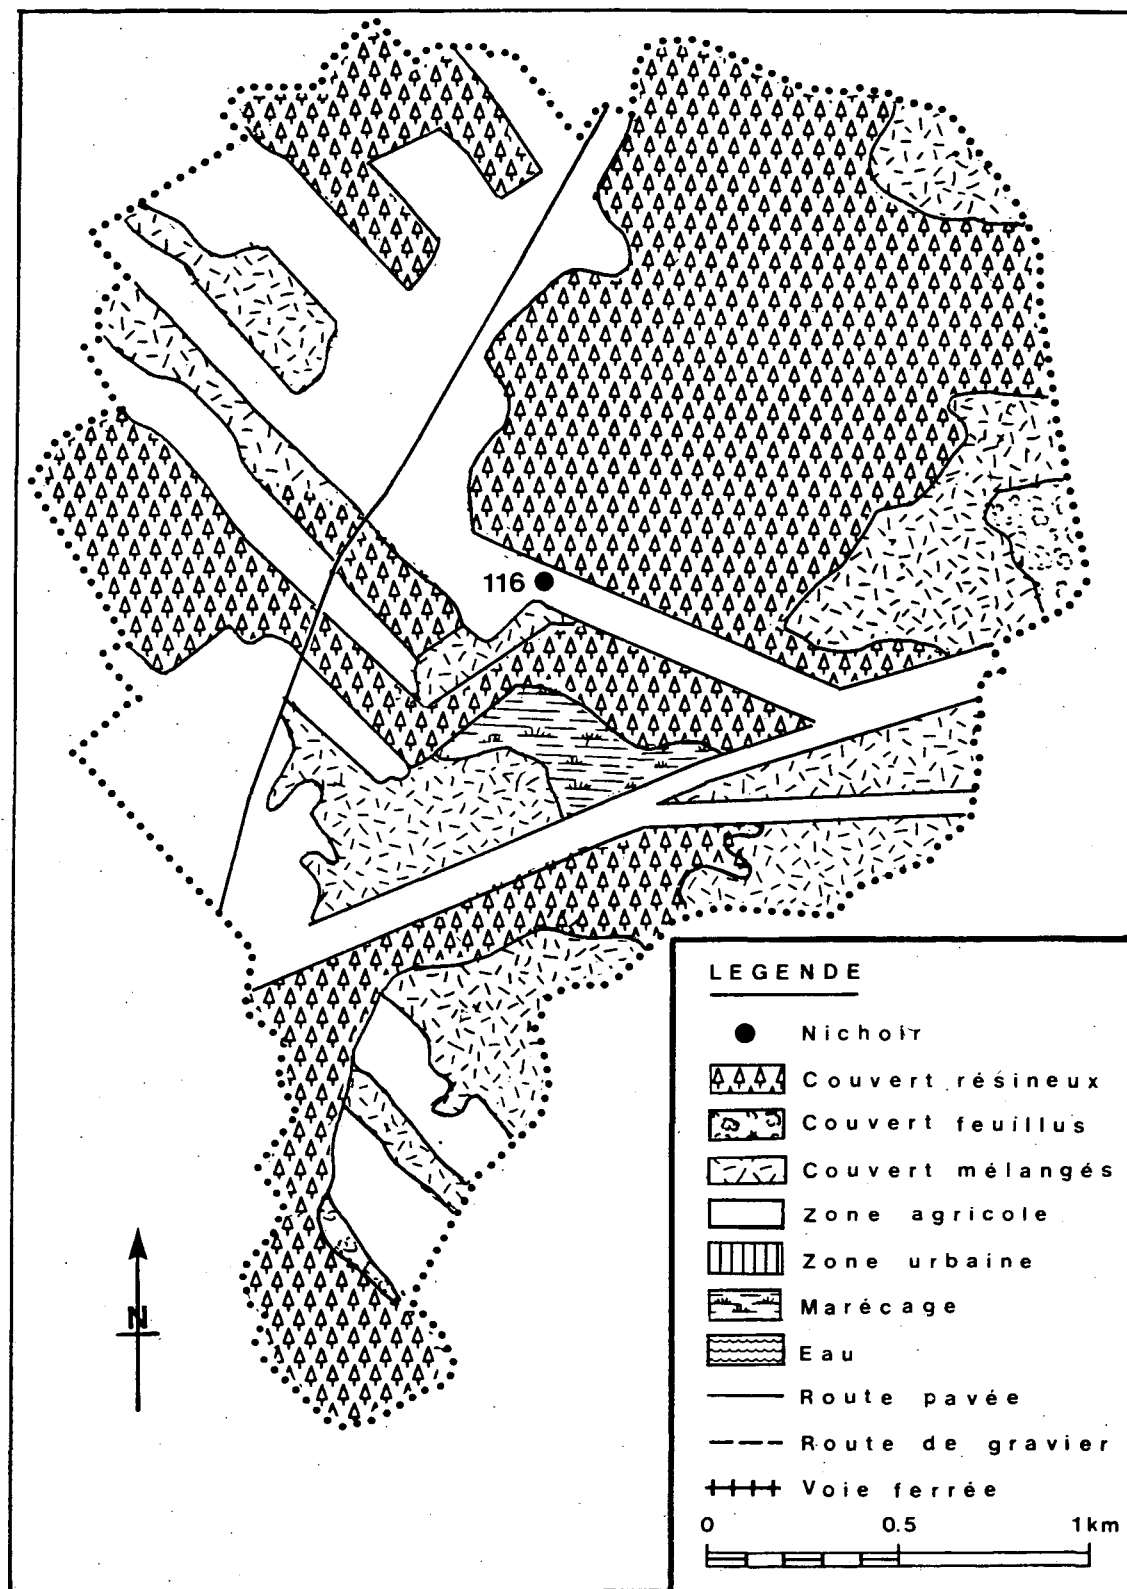 116
N
LEGENDE
Nichoir
Couvert résineux
Couvert feuillus
Couvert mélangés
Zone agricole
Zone urbaine
Marécage
Eau
Route pavée
Route de gravier
Voie ferrée
0 0.5 1km